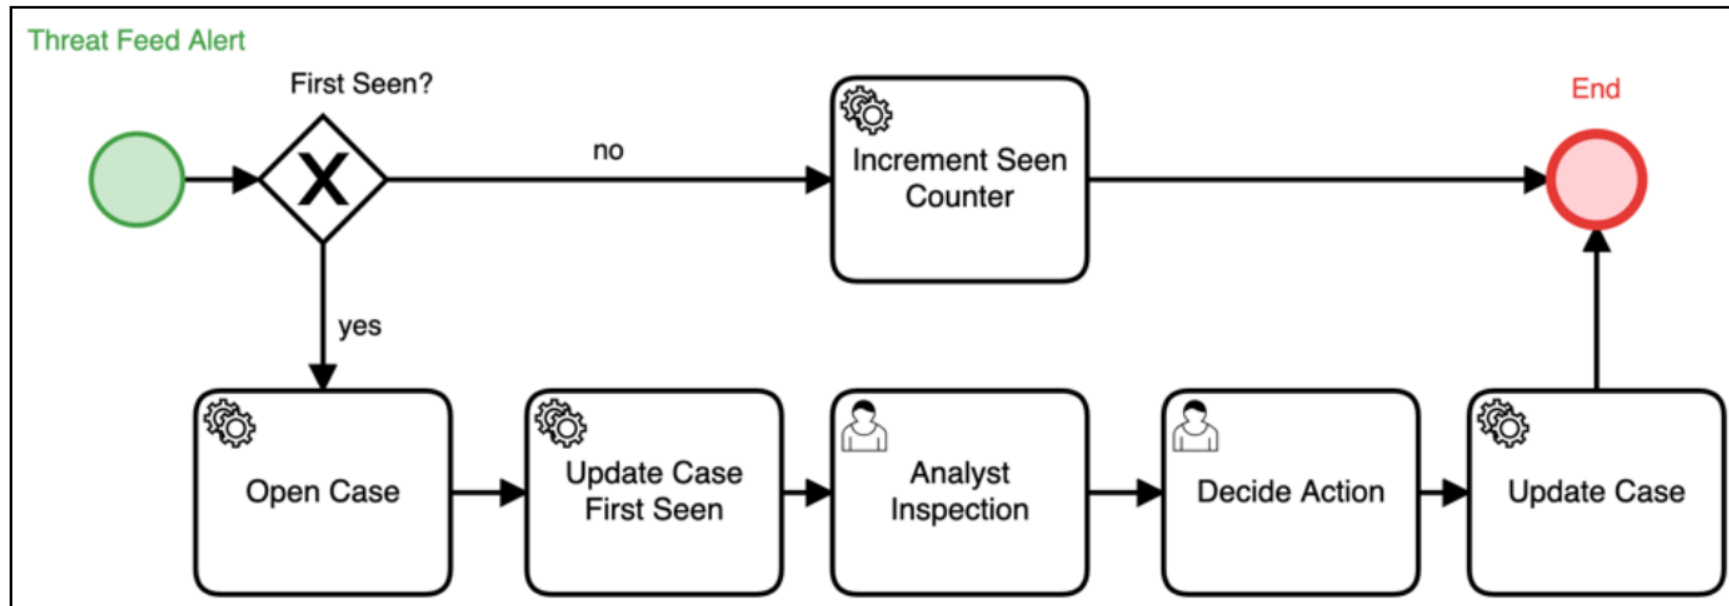 Threat Feed Alert
First Seen?
End
no
X
Increment Seen
Counter
yes
Open Case
Update Case
First Seen
Analyst
Inspection
Decide Action
Update Case